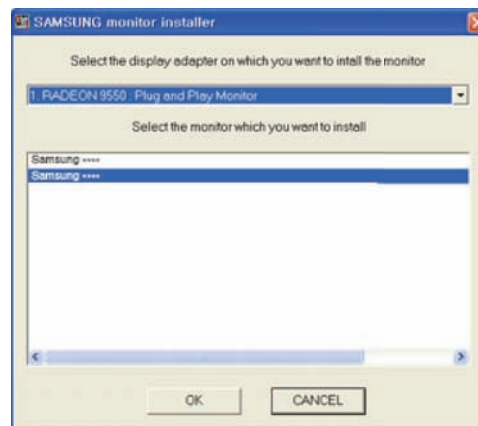 SAMSUNG monitor installer
Select the display adapter on which you want to intall the monitor
1. RADEON 9550 : Plug and Play Monitor
Select the monitor which you want to install
Samsung ****
Samsung ****
OK
CANCEL